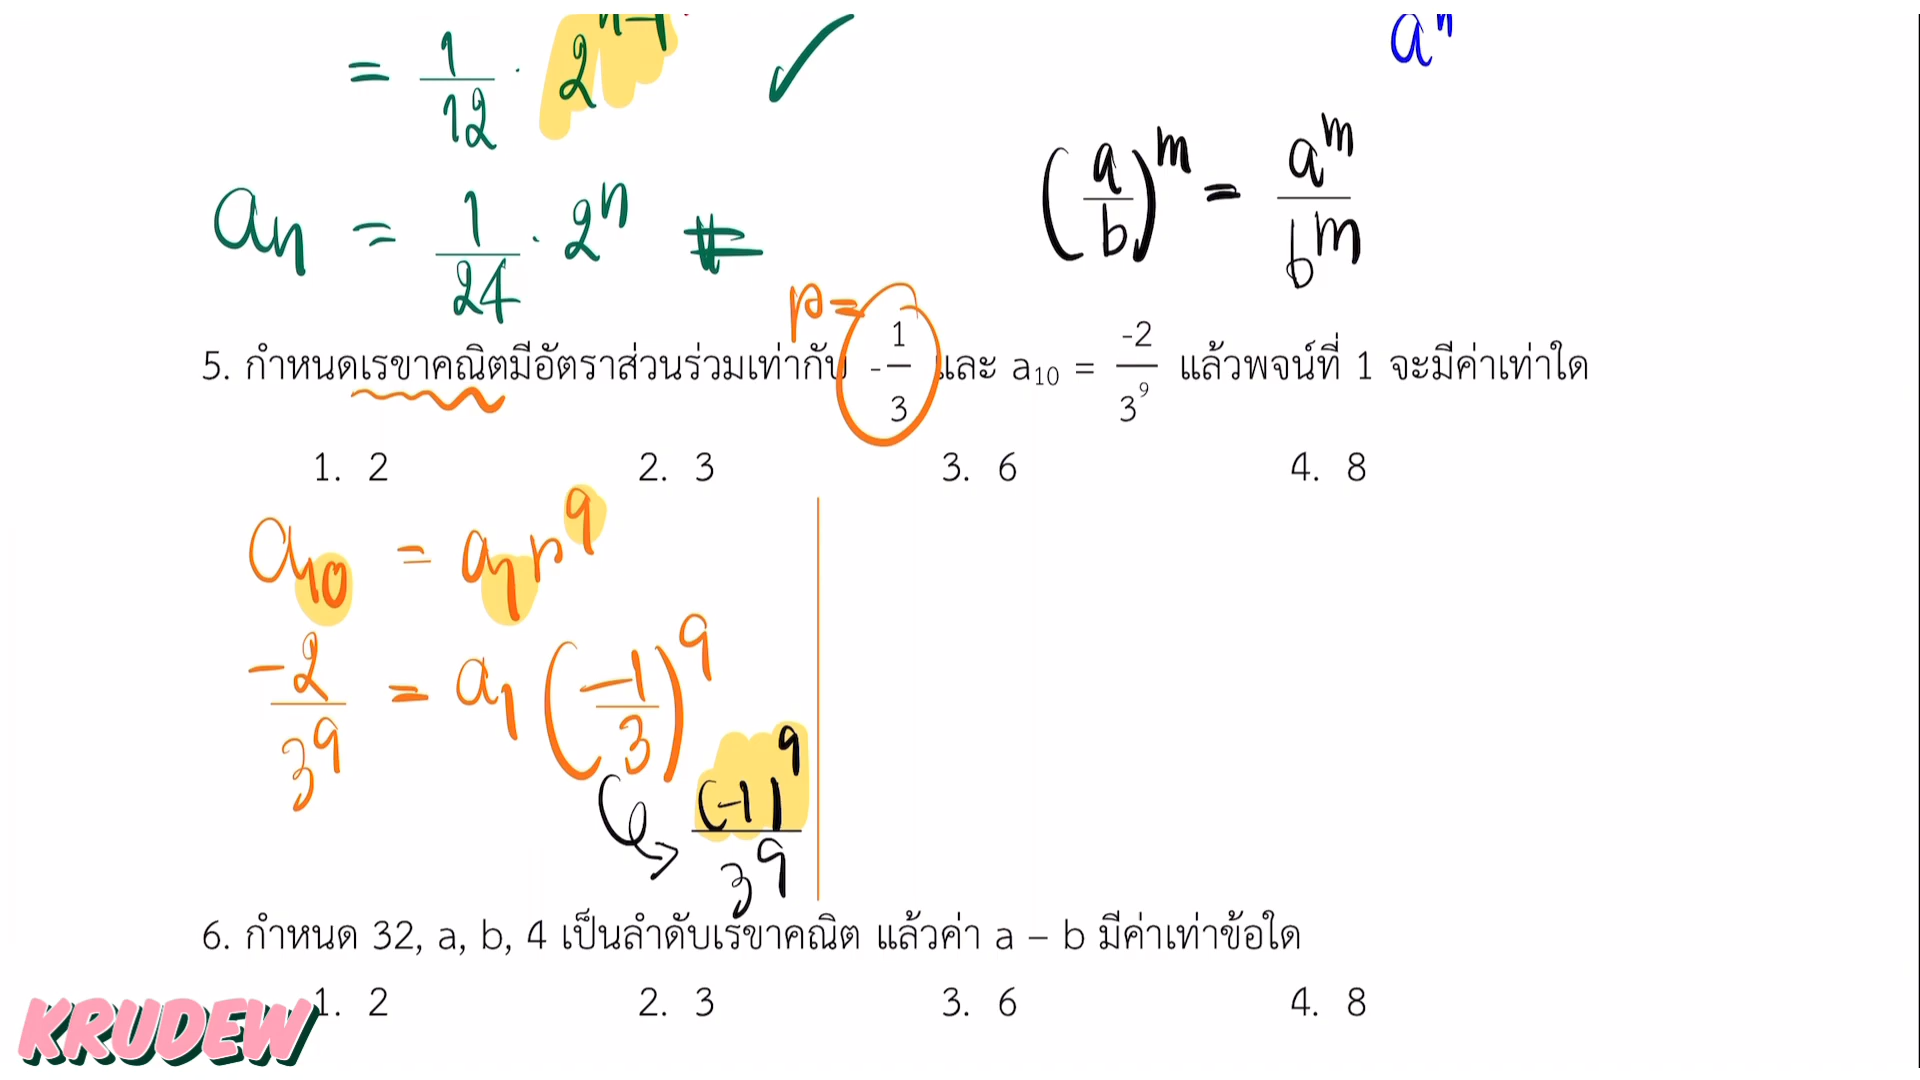 = 1/12 · 2^n-1 ✓ a^n
(a/b)^m = a^m/b^m
an = 1/24 · 2^n #
r =
5. กำหนดเรขาคณิตมีอัตราส่วนร่วมเท่ากับ -1/3 และ a₁₀ = -2/3⁹ แล้วพจน์ที่ 1 จะมีค่าเท่าใด
1. 2 2. 3 3. 6 4. 8
a₁₀ = a₁r⁹
-2/3⁹ = a₁(-1/3)⁹
(-1)⁹/3⁹
6. กำหนด 32, a, b, 4 เป็นลำดับเรขาคณิต แล้วค่า a – b มีค่าเท่าข้อใด
1. 2 2. 3 3. 6 4. 8
KRUDEW